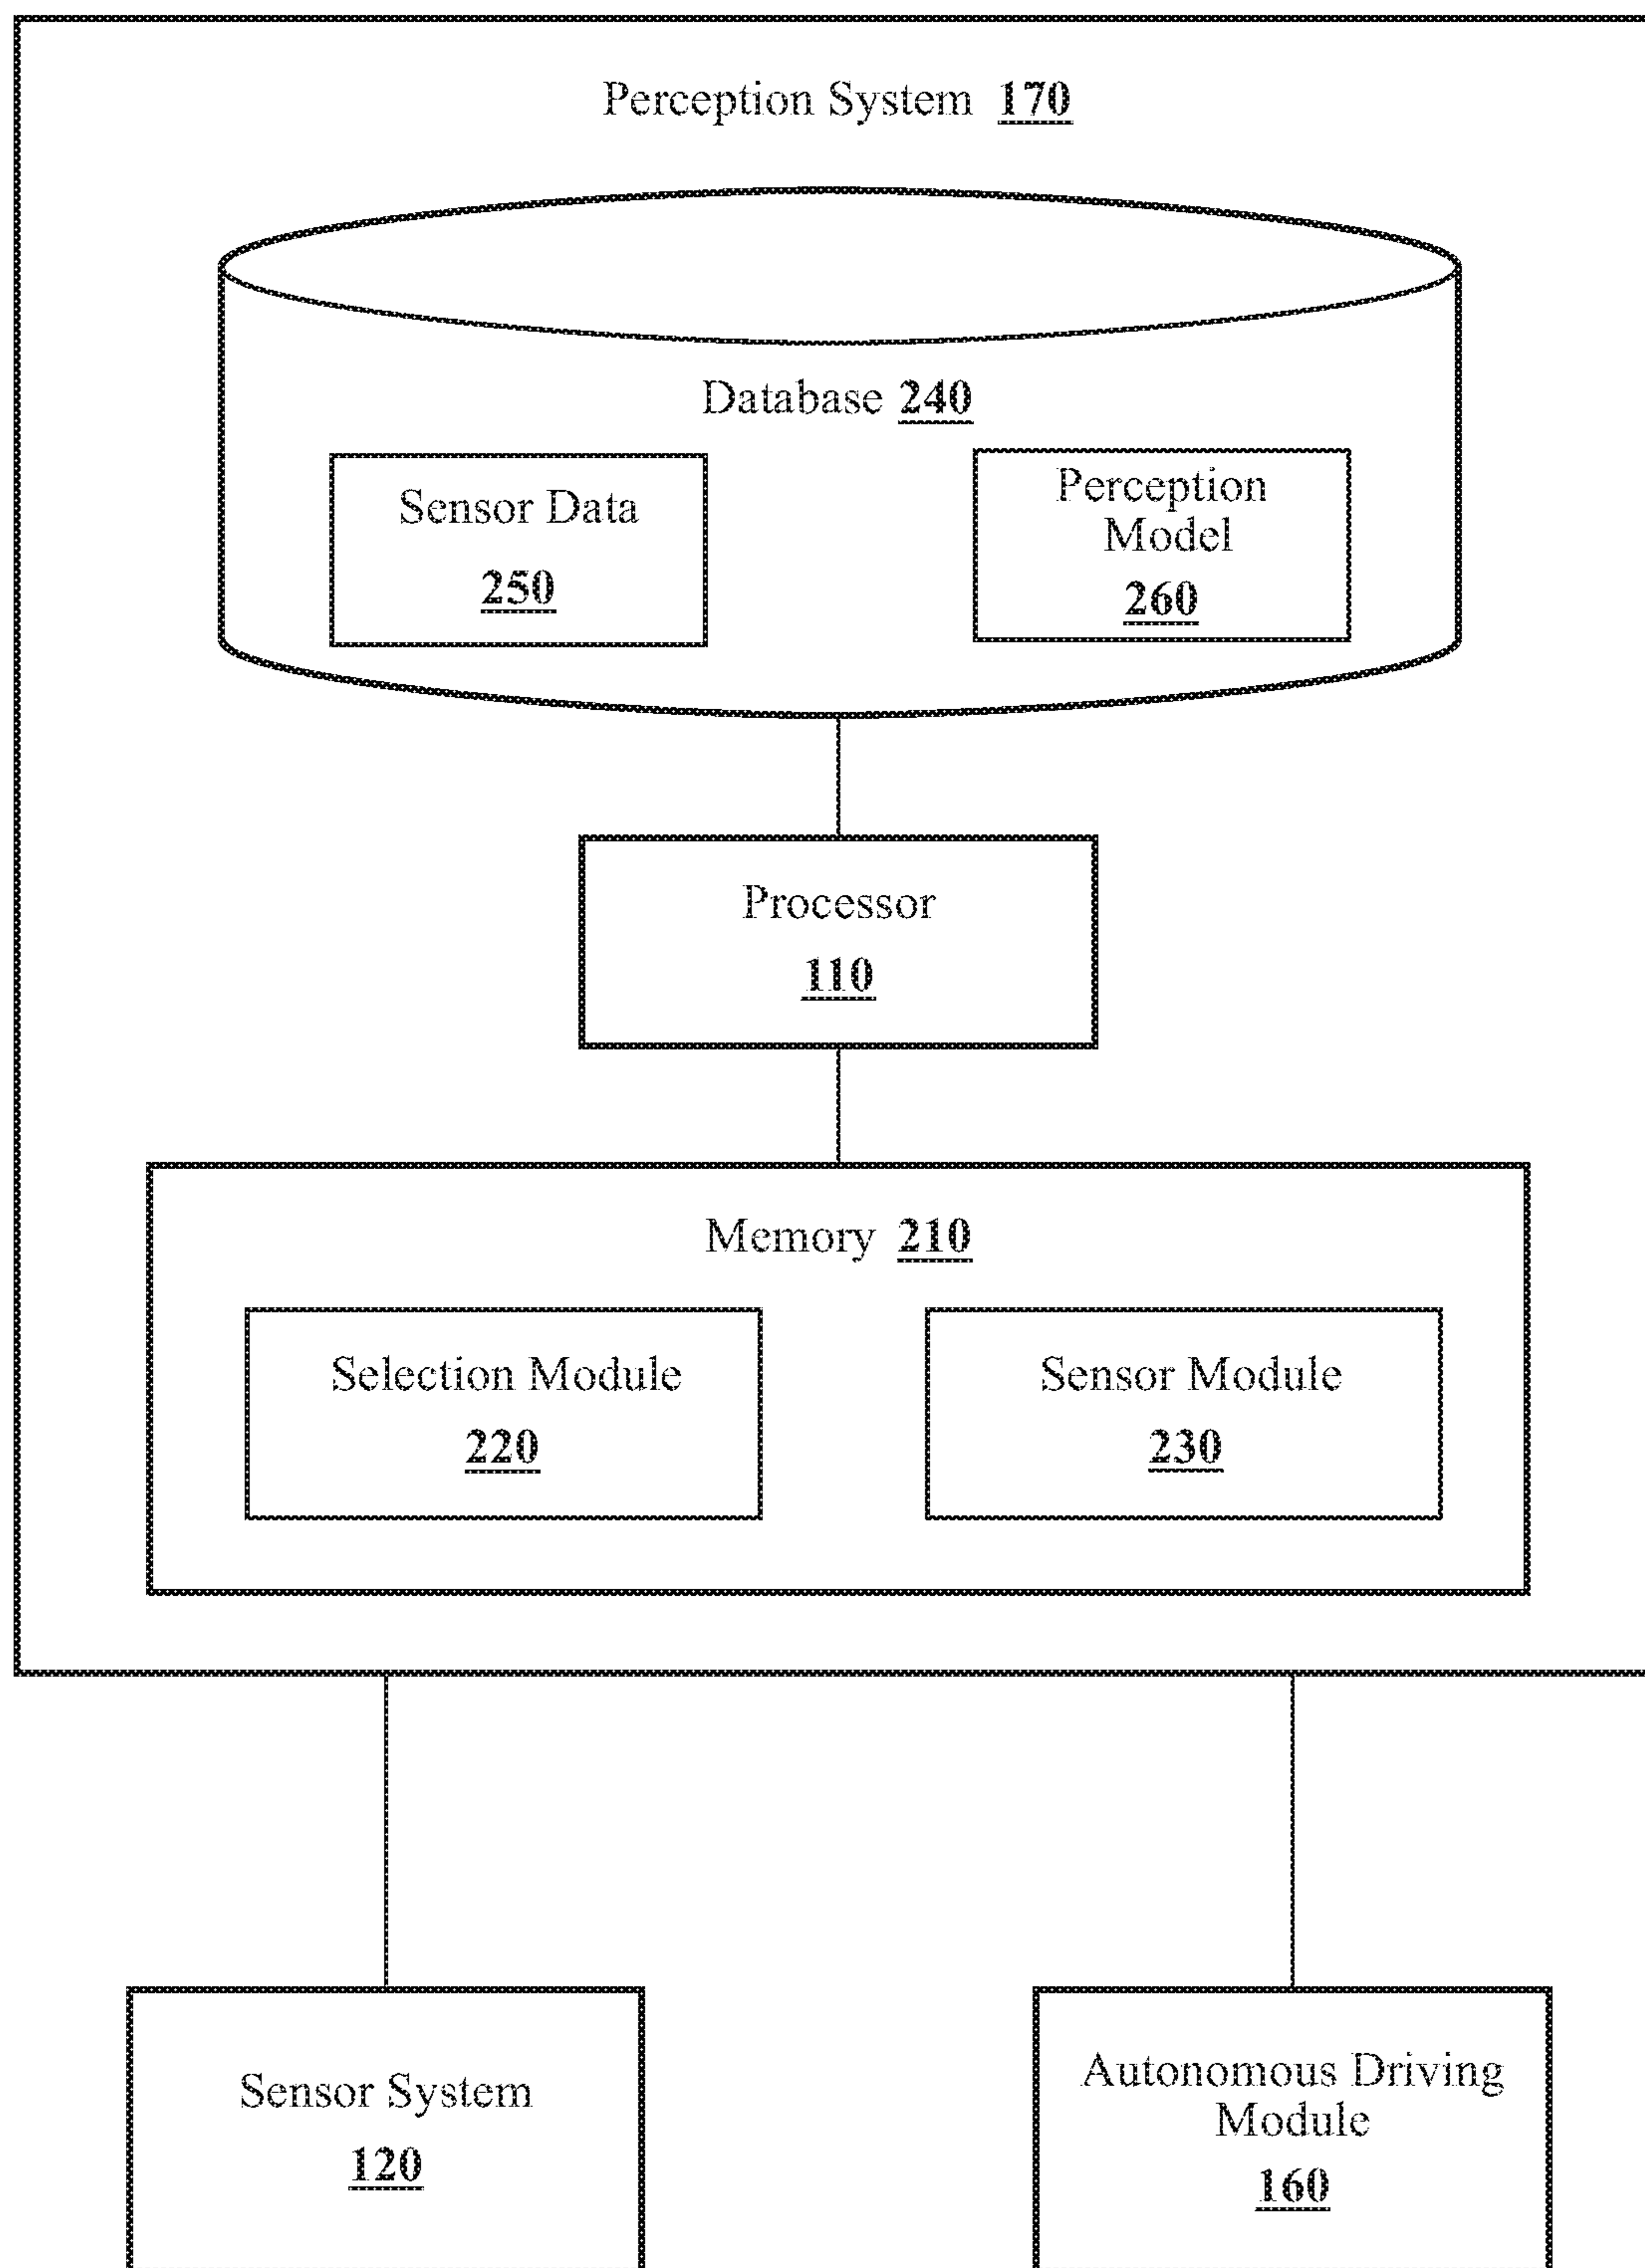 Perception System 170
Database 240
Sensor Data
250
Perception
Model
260
Processor
110
Memory 210
Selection Module
220
Sensor Module
230
Sensor System
120
Autonomous Driving
Module
160